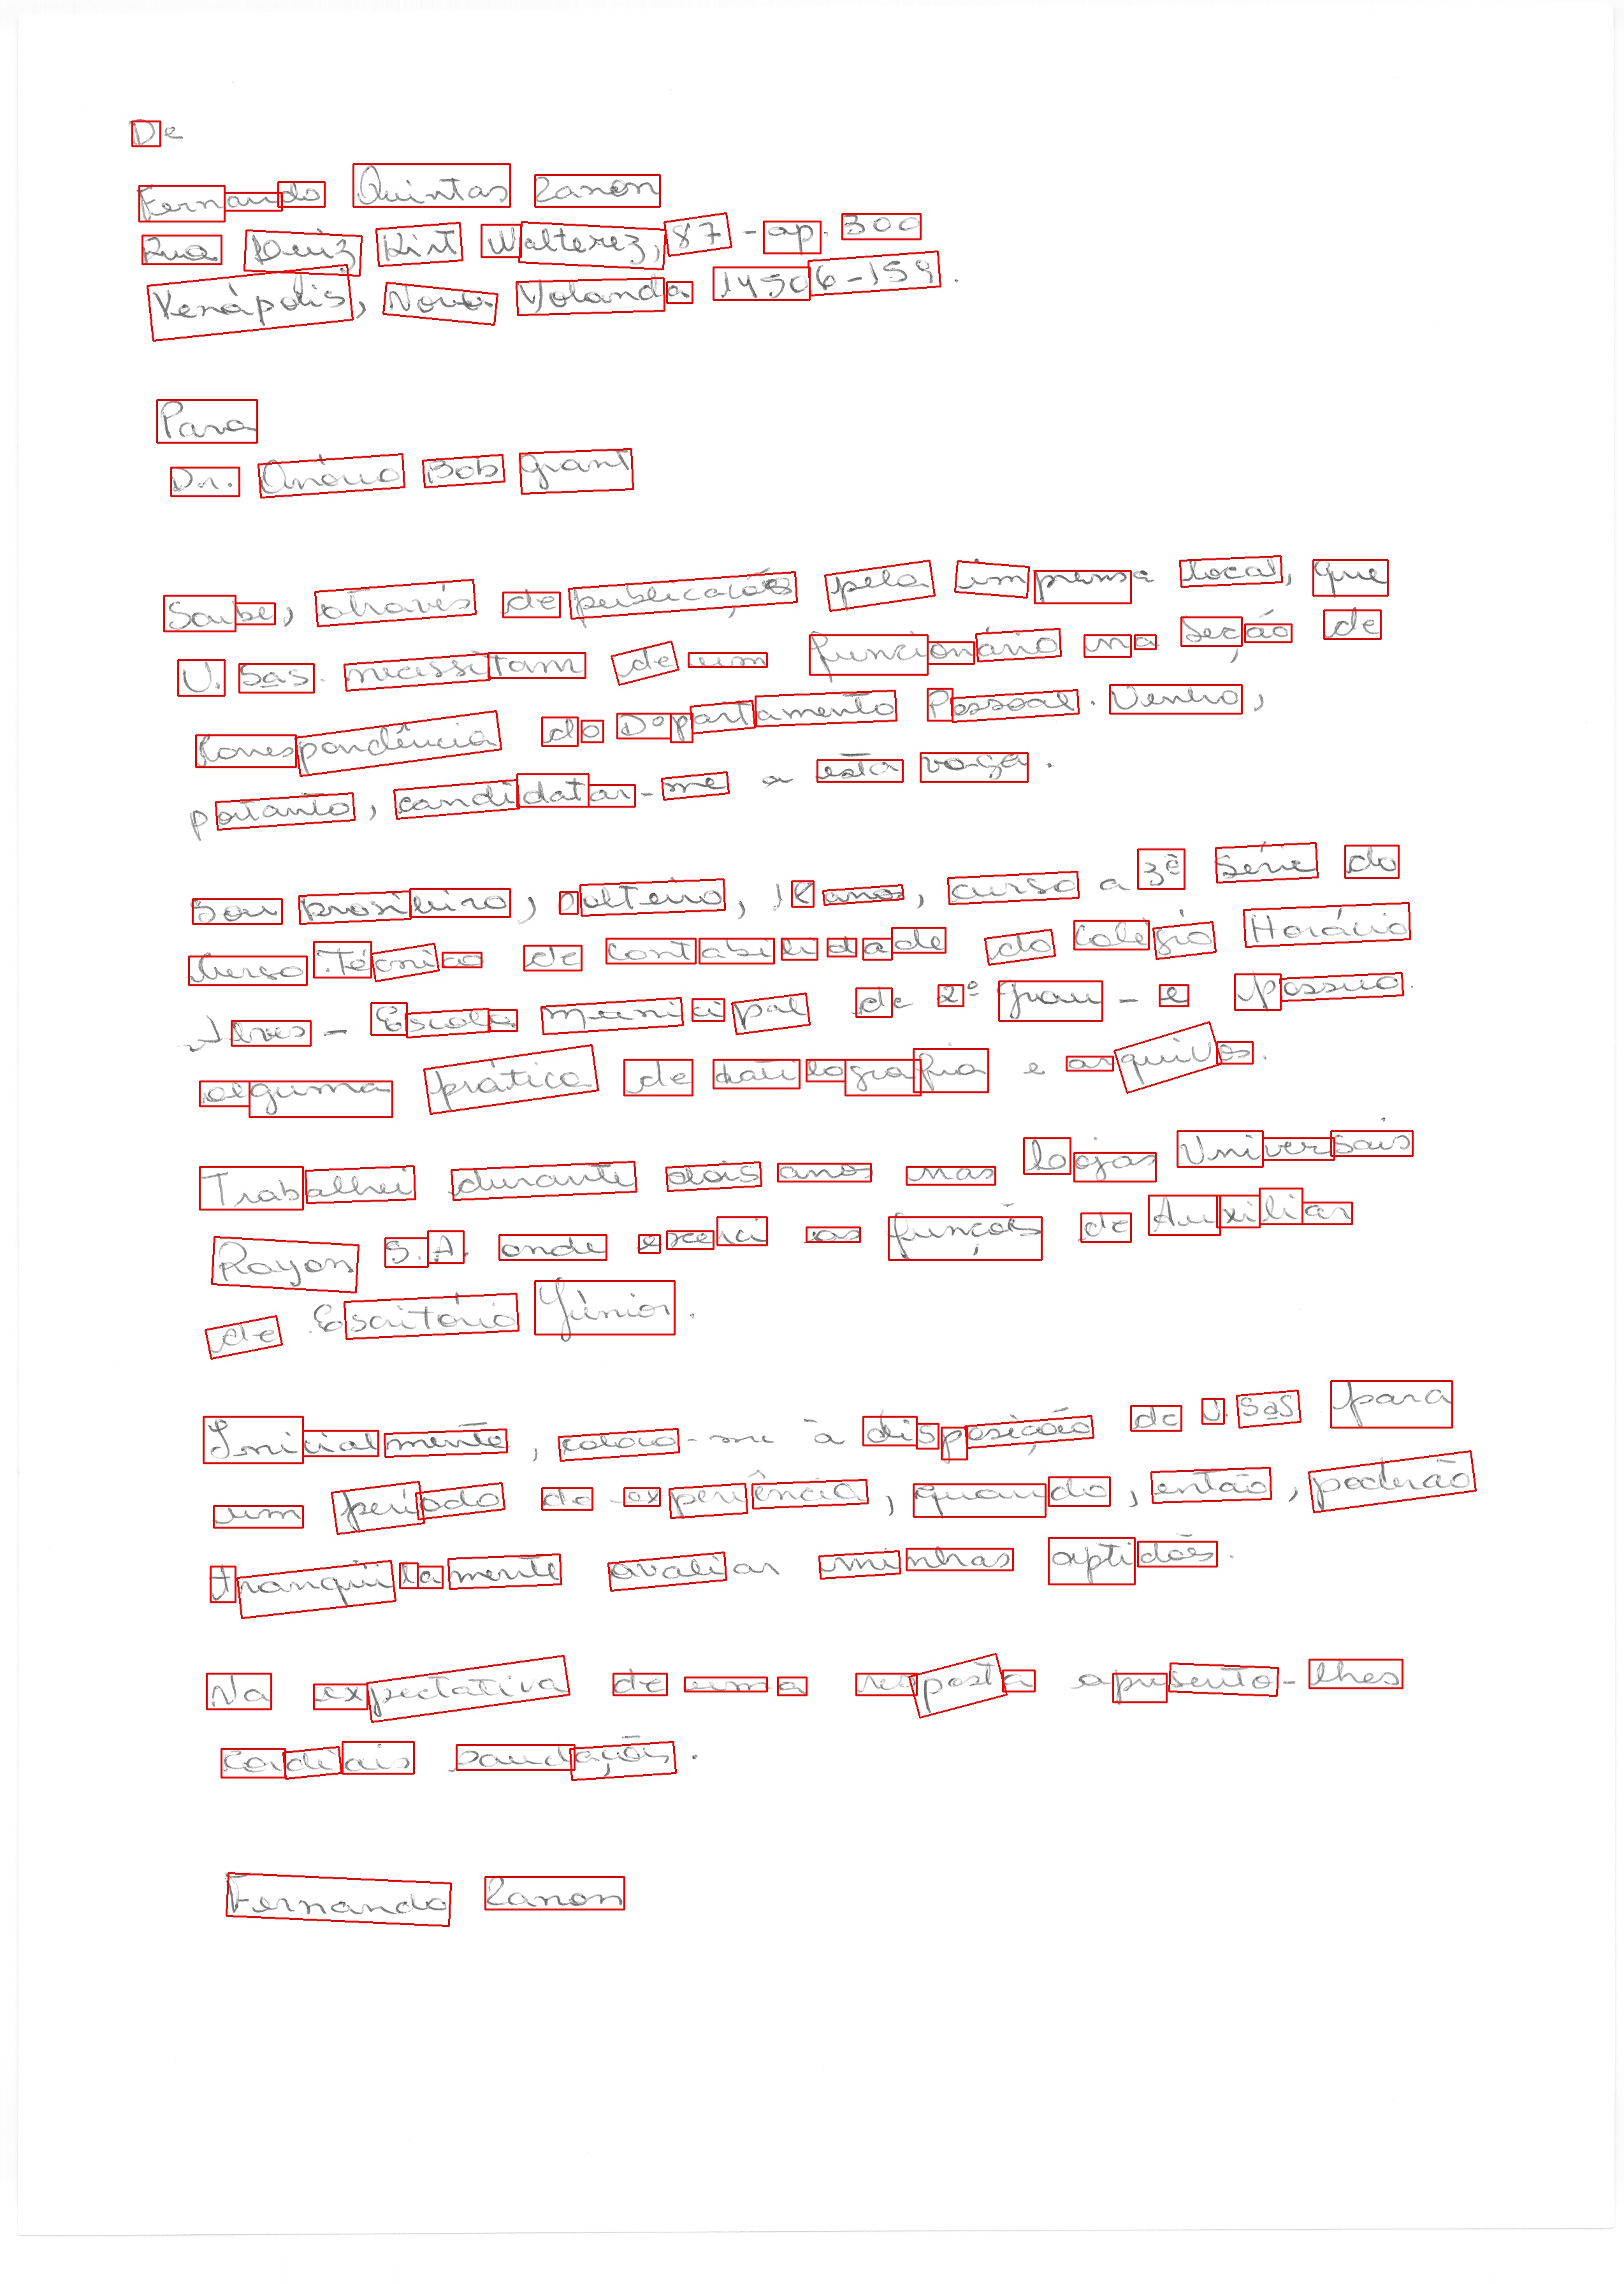 De
Fernando Quintas Zanon
Rua Luiz Kirt Walterez, 87 - ap. 300
Venápolis, Nova Yolanda 14506-159.
Para
Dr. Onório Bob Grant
Soube, através de publicações pela imprensa local, que
V. Sas. necessitam de um funcionário na seção de
Correspondência do Departamento Pessoal. Venho,
portanto, candidatar-me a esta vaga.
Sou brasileiro, solteiro, 18 anos, curso a 3ª série do
Curso Técnico de Contabilidade do Colégio Horácio
Alves - Escola municipal de 2º grau - e possuo
alguma prática de datilografia e arquivos.
Trabalhei durante dois anos nas Lojas Universais
Rayon S.A. onde exerci as funções de Auxiliar
de Escritório Júnior.
Inicialmente, coloco-me à disposição de V. Sas para
um período de experiência, quando, então, poderão
tranquilamente avaliar minhas aptidões.
Na expectativa de uma resposta apresento-lhes
cordiais saudações.
Fernando Zanon